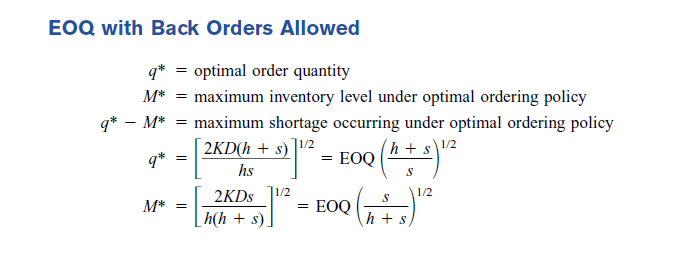 EOQ with Back Orders Allowed
q* = optimal order quantity
M* = maximum inventory level under optimal ordering policy
q* − M* = maximum shortage occurring under optimal ordering policy
q* = [2KD(h + s) / hs]^1/2 = EOQ (h + s / s)^1/2
M* = [2KDs / h(h + s)]^1/2 = EOQ (s / h + s)^1/2